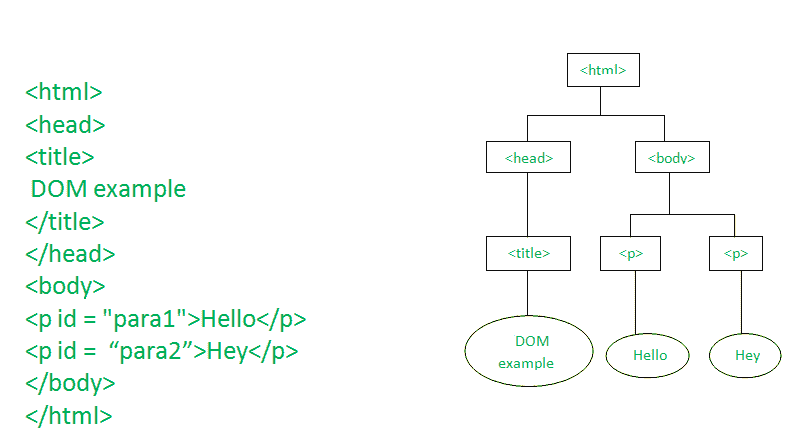 <html>
<head>
<title>
DOM example
</title>
</head>
<body>
<p id = "para1">Hello</p>
<p id = “para2”>Hey</p>
</body>
</html>
<html>
<head>
<body>
<title>
<p>
<p>
DOM
example
Hello
Hey